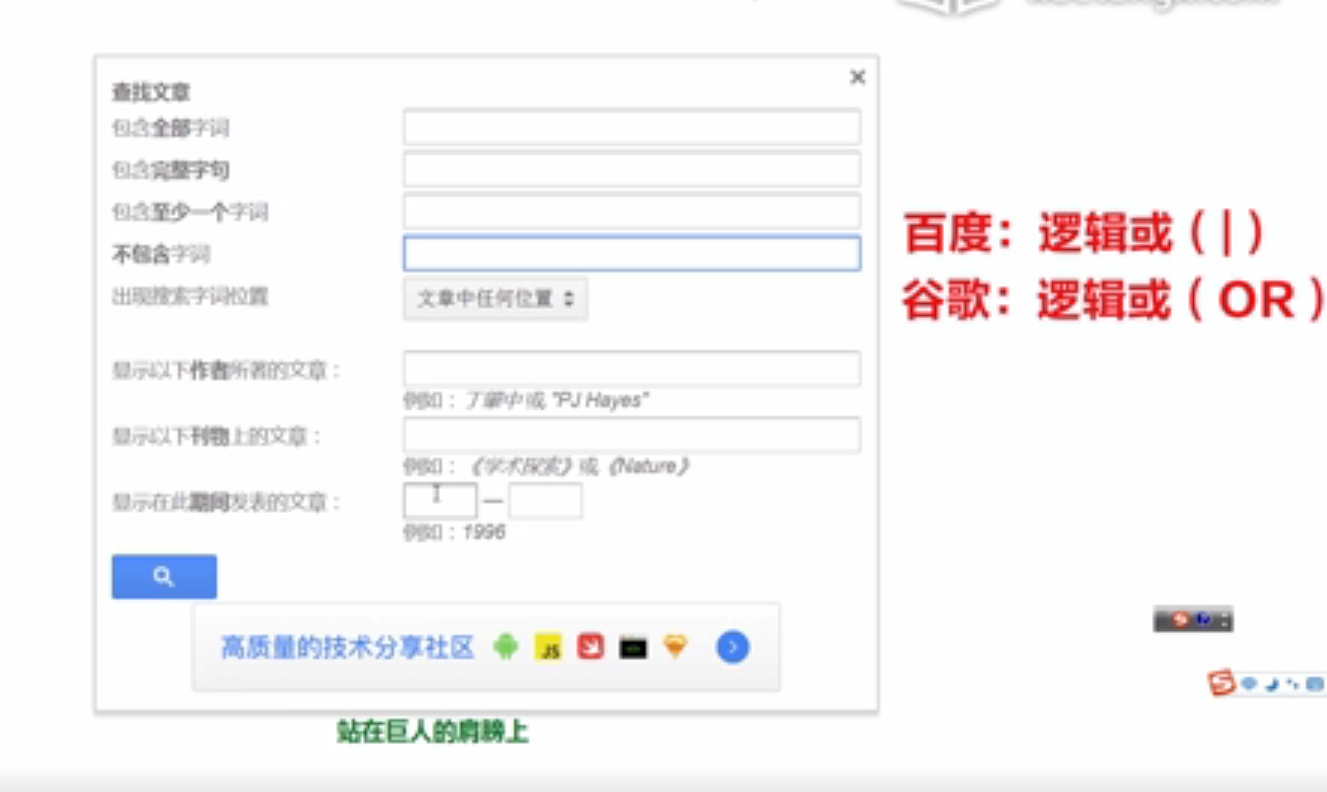 查找文章
包含全部字词
包含完整字句
包含至少一个字词
不包含字词
出现搜索字词位置
文章中任何位置
显示以下作者所著的文章：
例如：丁肇中 或 "PJ Hayes"
显示以下刊物上的文章：
例如：《学术探索》或《Nature》
显示在此期间发表的文章：
—
例如：1996
高质量的技术分享社区
JS
站在巨人的肩膀上
百度：逻辑或（|）
谷歌：逻辑或（OR）